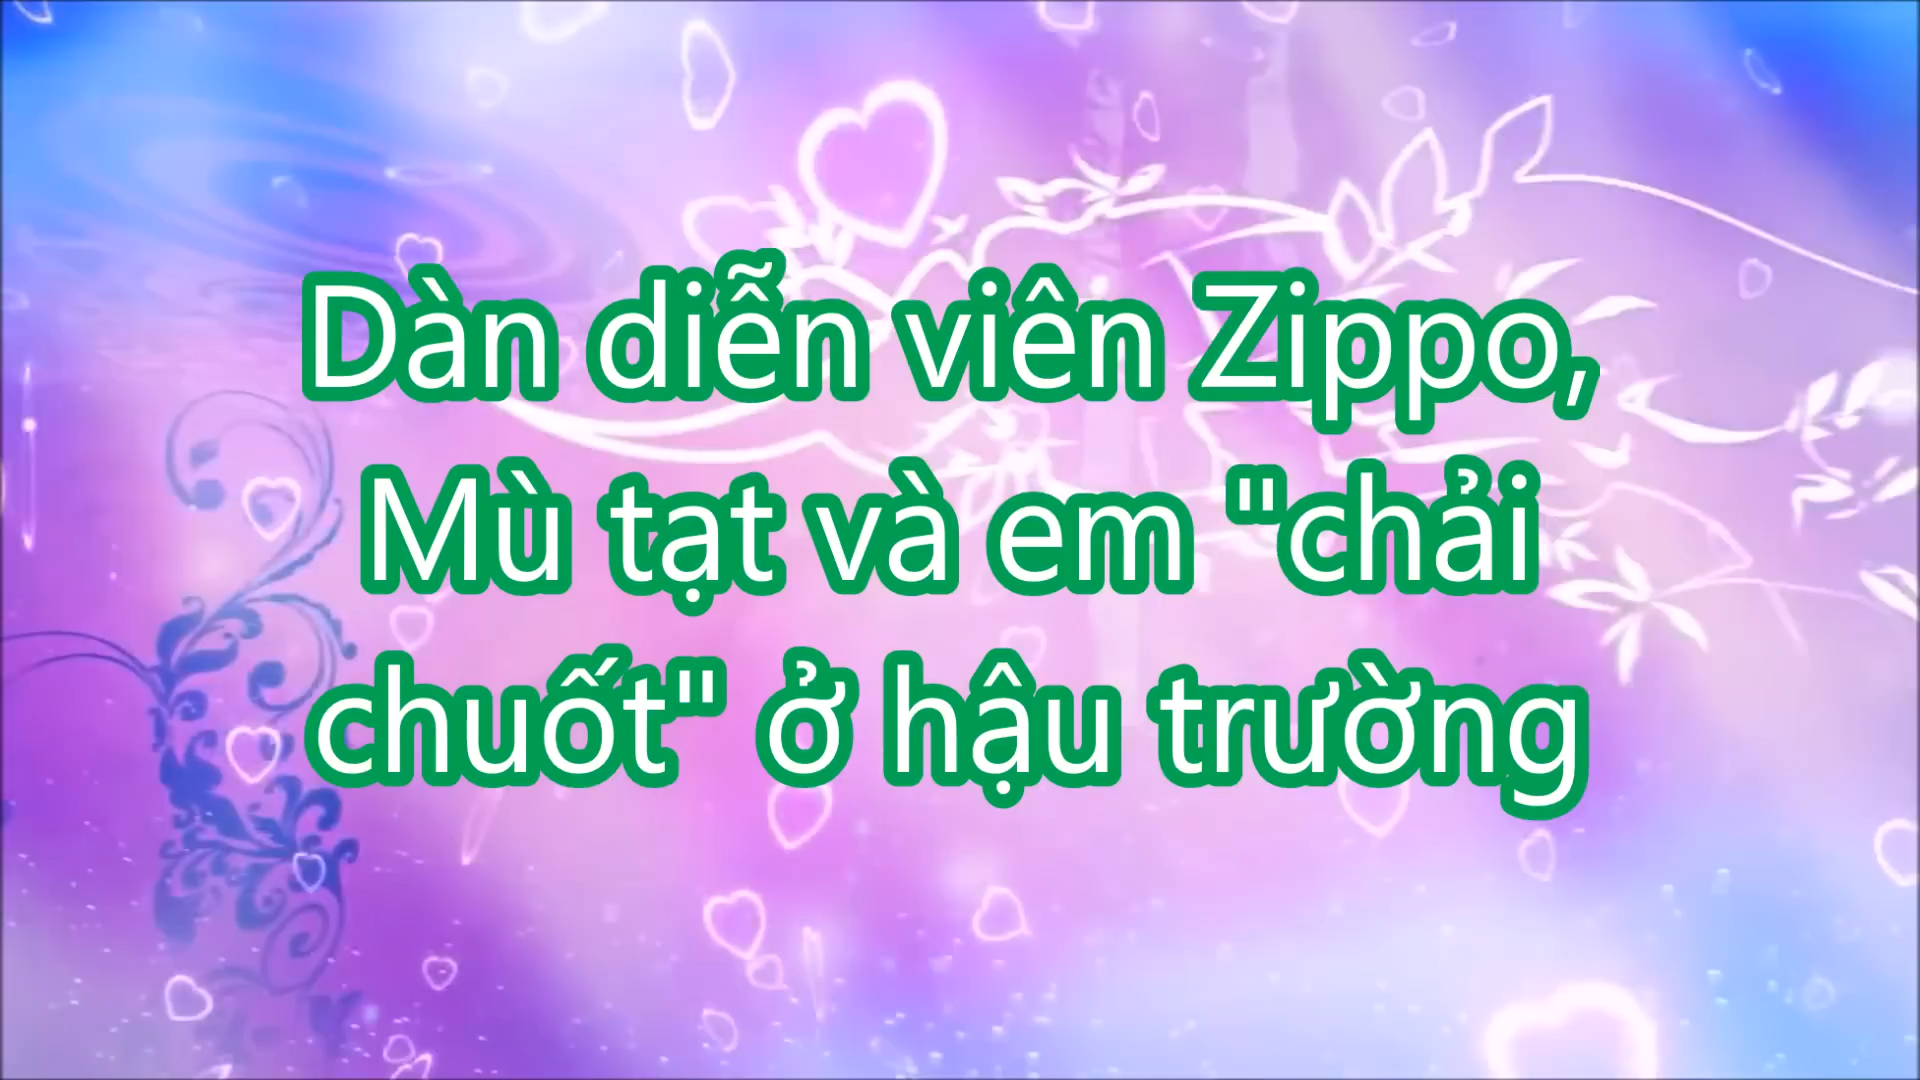 Dàn diễn viên Zippo,
Mù tạt và em "chải
chuốt" ở hậu trường